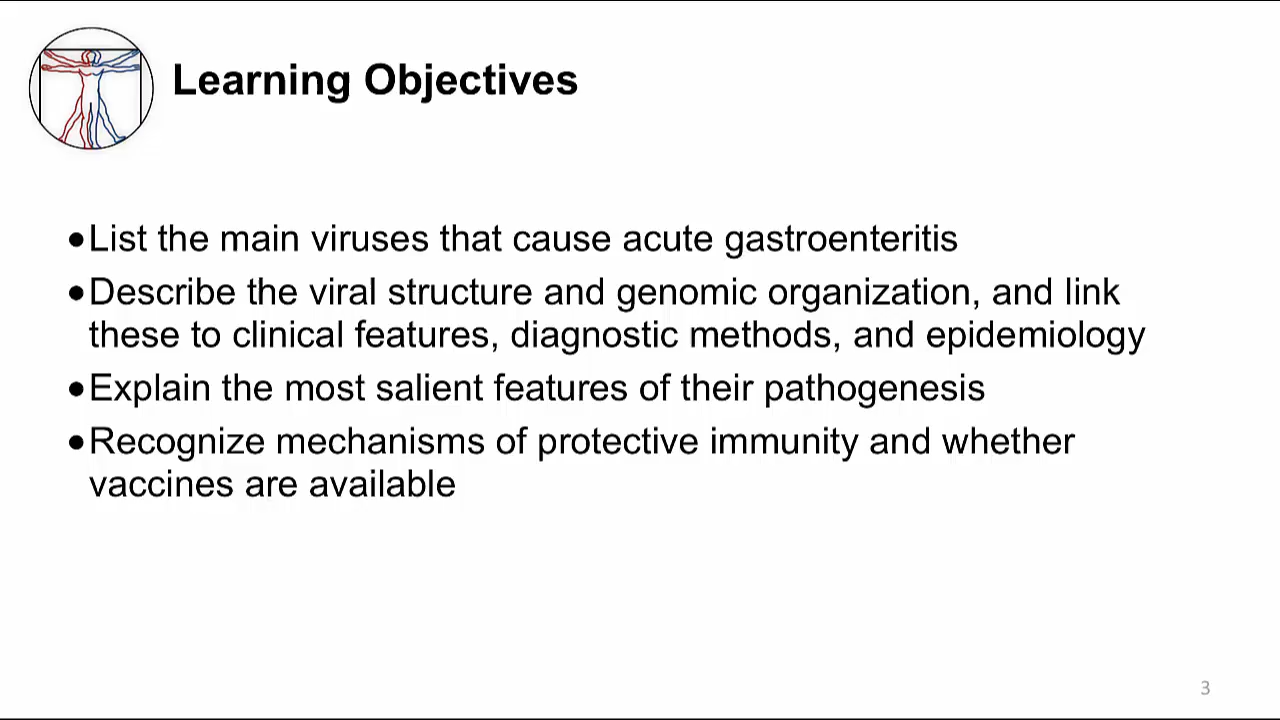 Learning Objectives
●List the main viruses that cause acute gastroenteritis
●Describe the viral structure and genomic organization, and link
these to clinical features, diagnostic methods, and epidemiology
●Explain the most salient features of their pathogenesis
●Recognize mechanisms of protective immunity and whether
vaccines are available
3